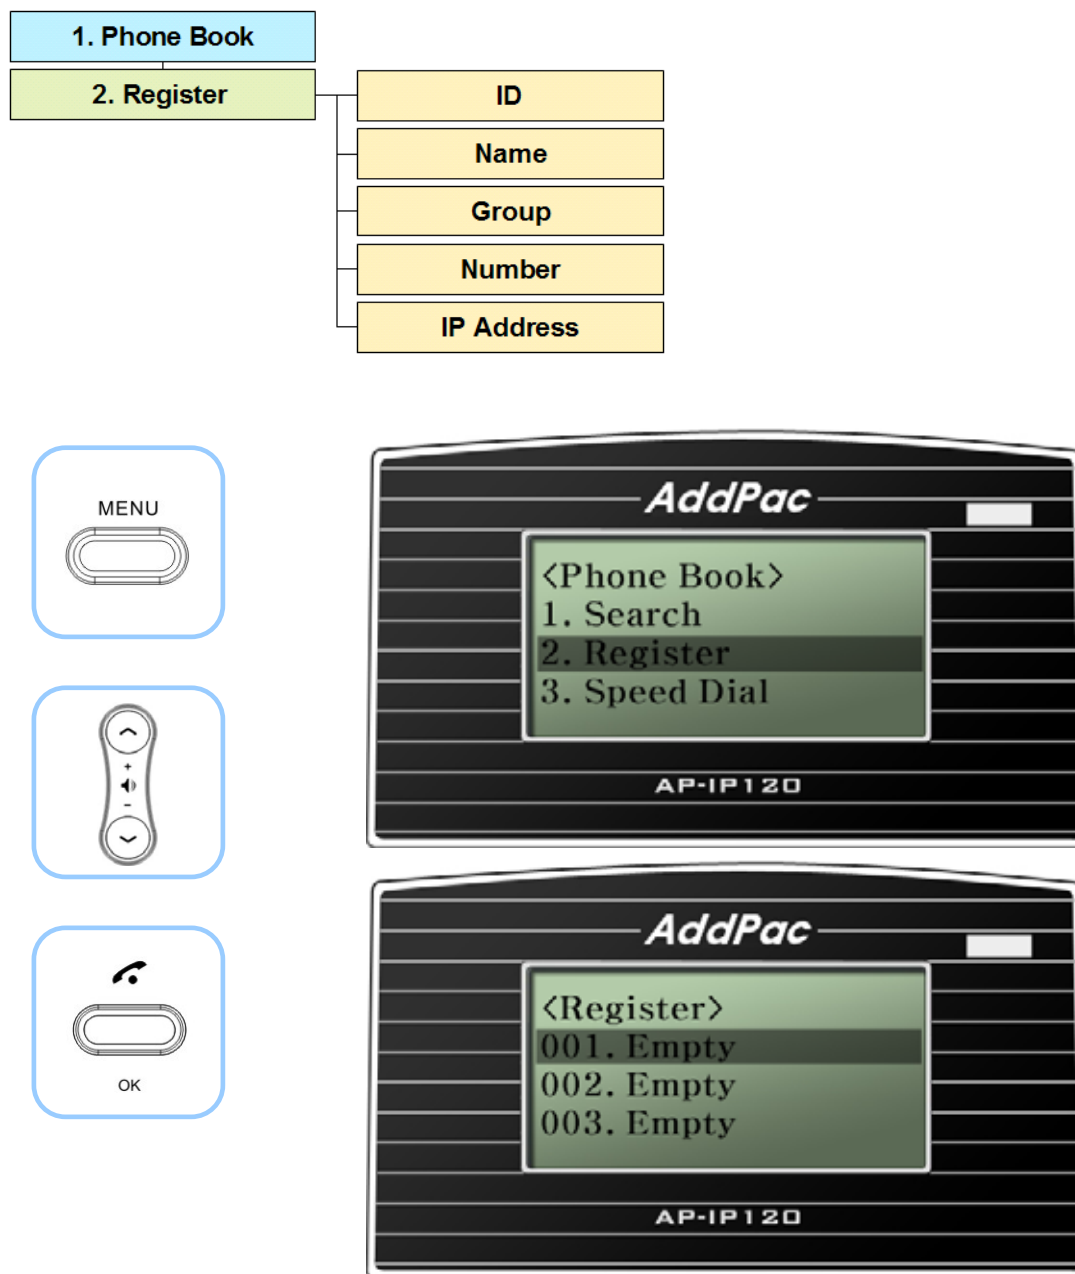 1. Phone Book
2. Register
ID
Name
Group
Number
IP Address
MENU
+
-
OK
AddPac
<Phone Book>
1. Search
2. Register
3. Speed Dial
AP-IP120
AddPac
<Register>
001. Empty
002. Empty
003. Empty
AP-IP120